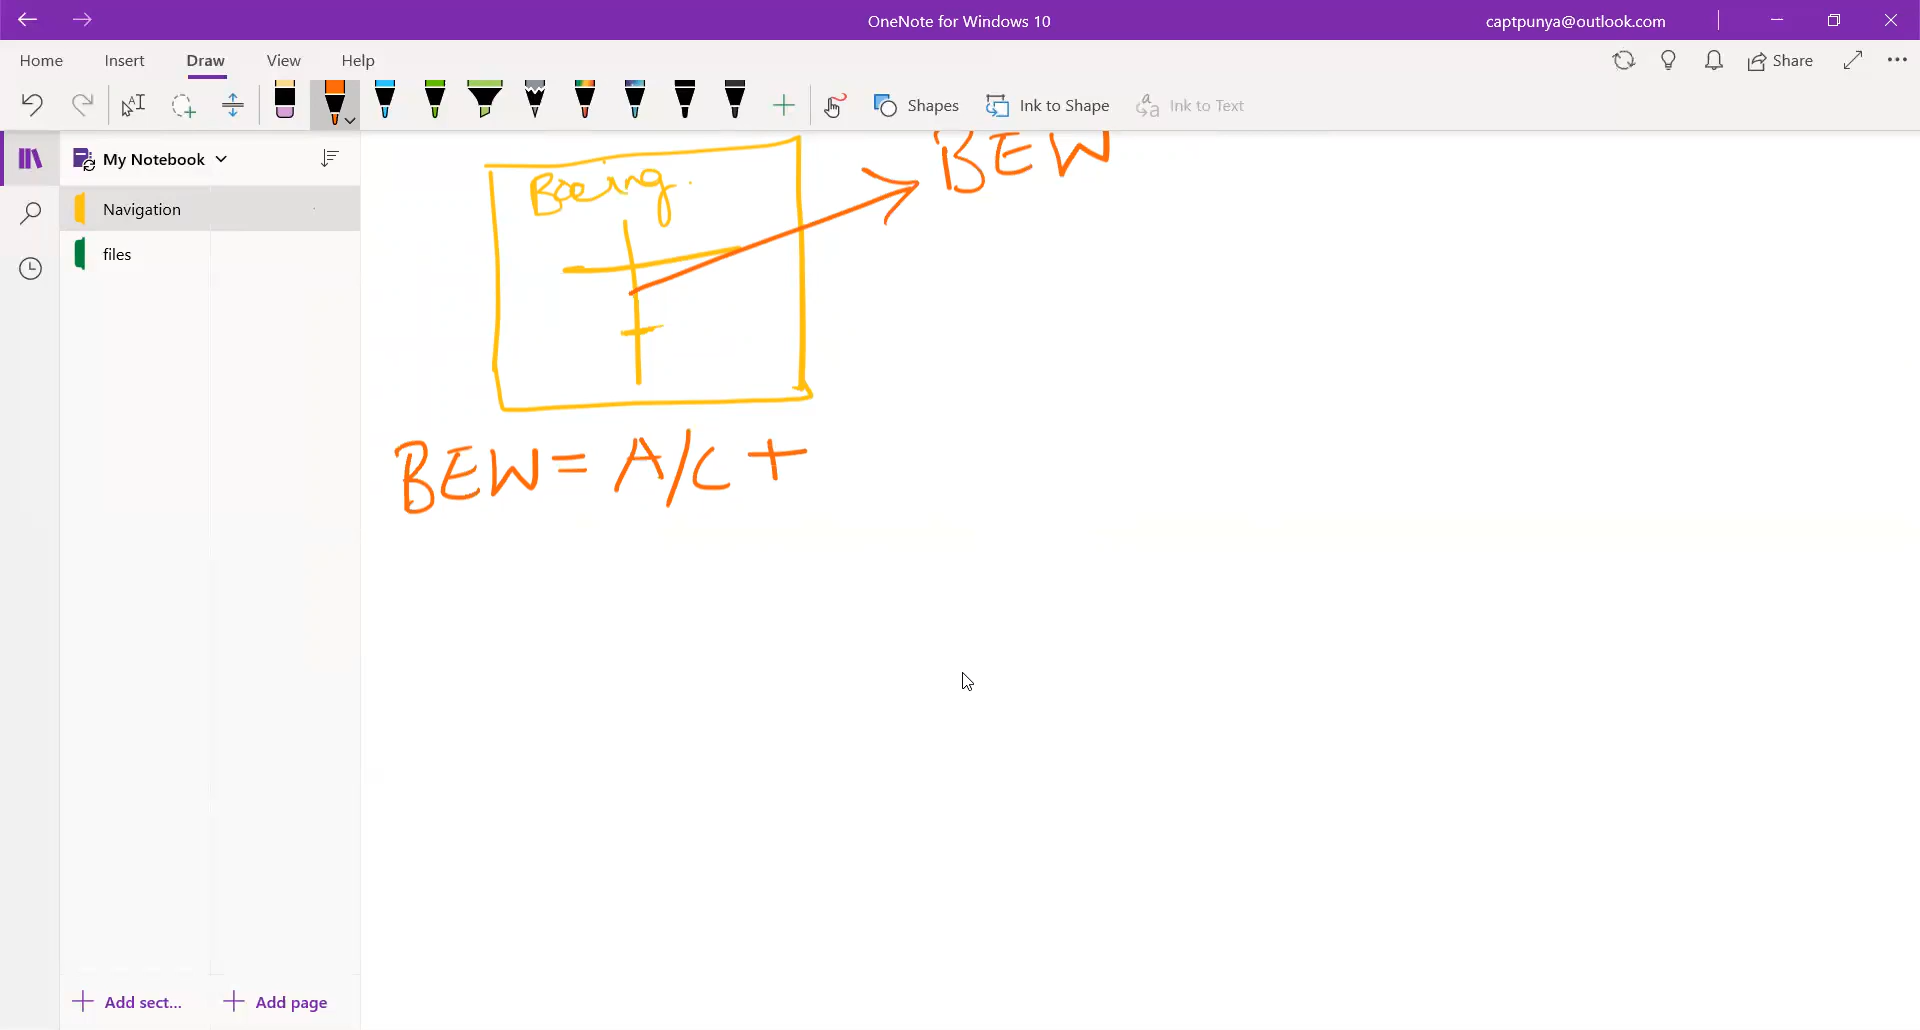 OneNote for Windows 10
captpunya@outlook.com
Home Insert Draw View Help
Share
Shapes
Ink to Shape
Ink to Text
My Notebook
Navigation
files
Boeing.
BEW
BEW = A/C +
Add sect...
Add page